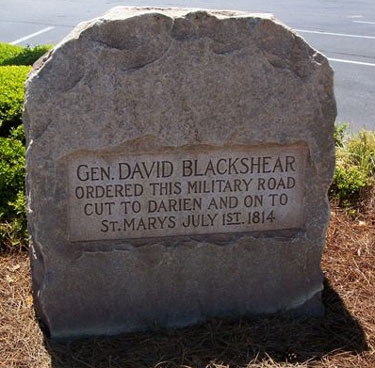 GEN. DAVID BLACKSHEAR
ORDERED THIS MILITARY ROAD
CUT TO DARIEN AND ON TO
ST. MARYS JULY 1ST. 1814